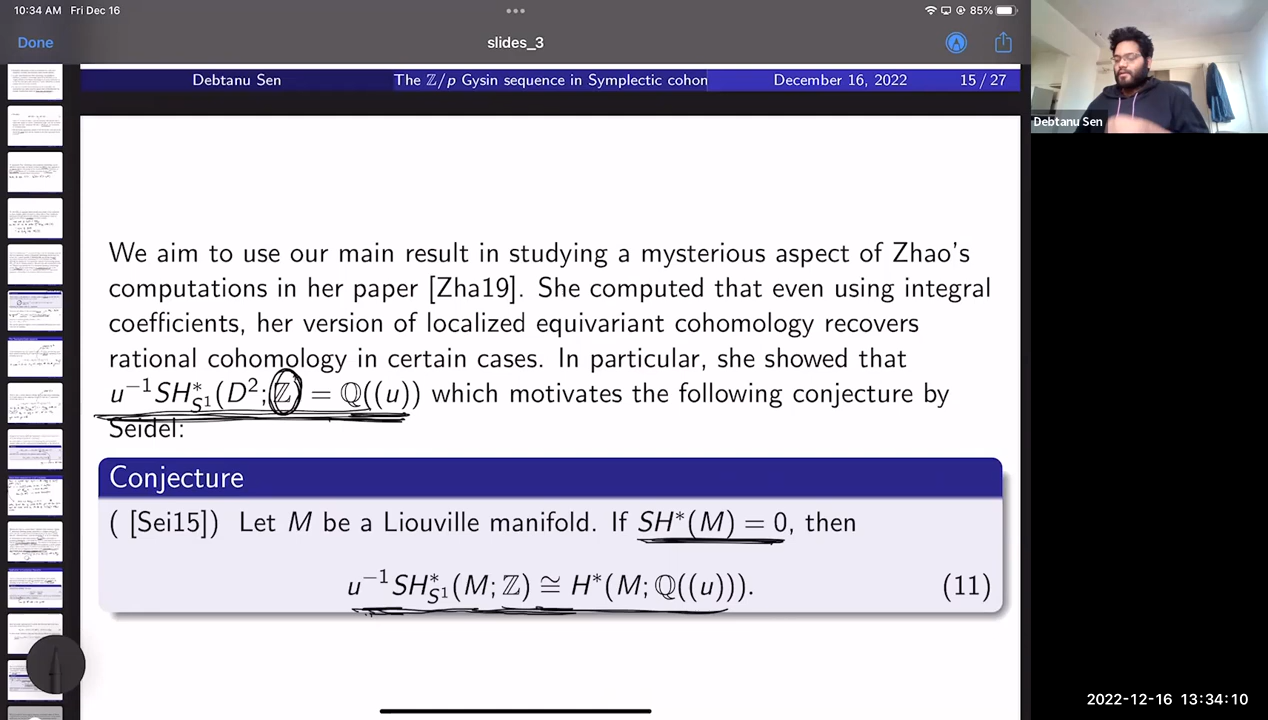 10:34 AM Fri Dec 16
85%
Done
slides_3
Debtanu Sen The ℤ/p Gysin sequence in Symplectic cohon December 16, 2022 15 / 27
Debtanu Sen
We aim to use our main result in studying a mysterious aspect of Zhao's
computations in her paper [Zha19]. She computed that even using integral
coefficients, her version of localized equivariant cohomology recovers
rational cohomology in certain cases. In particular, she showed that
u⁻¹SH*_{S¹}(D²; ℤ) = ℚ((u)) which motivates the following conjecture by
Seidel:
Conjecture
( [Sei15]) Let M be a Liouville manifold. If SH*(M) = 0, then
u⁻¹SH*_{S¹}(M; ℤ) ≅ H*(M; ℚ((u))). (11)
2022-12-16 13:34:10